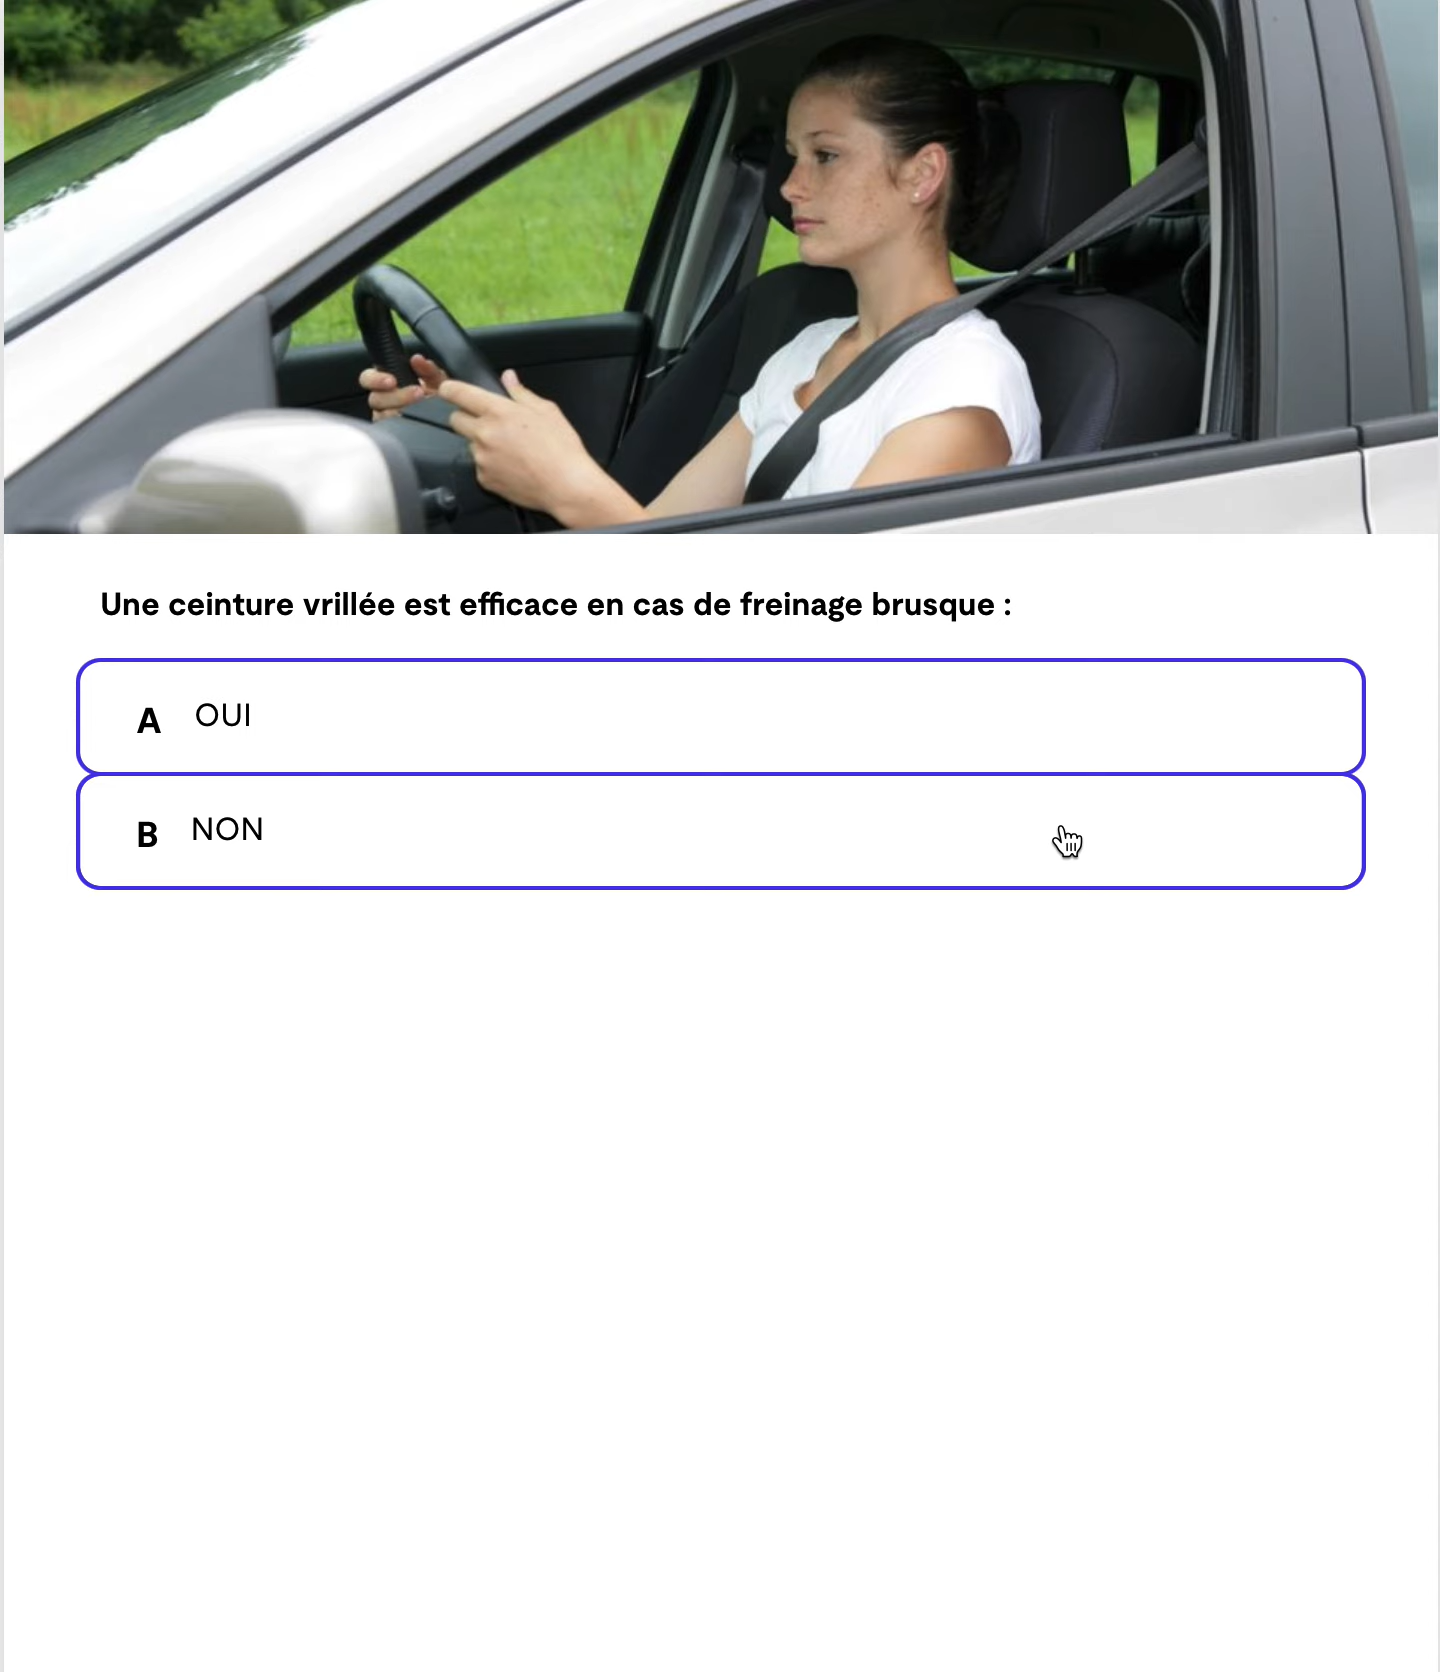 Une ceinture vrillée est efficace en cas de freinage brusque :
A OUI
B NON